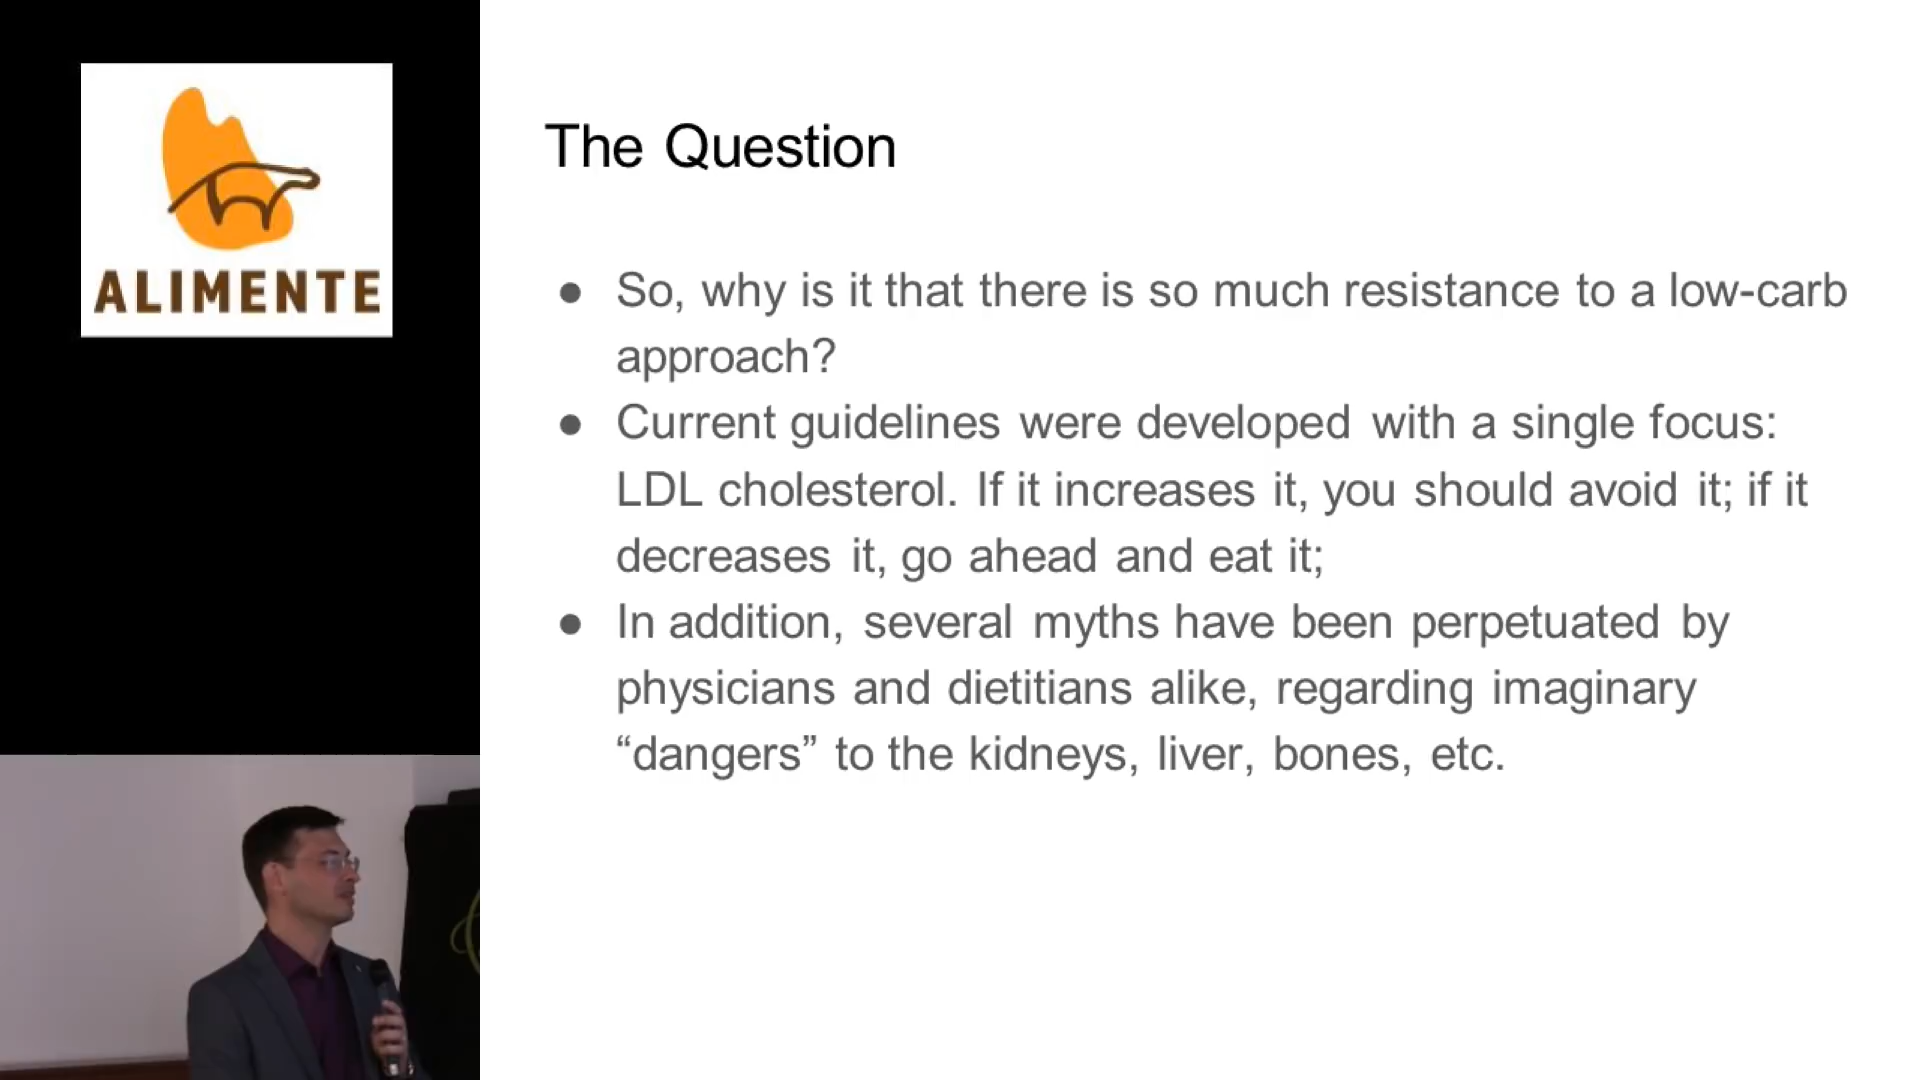 ALIMENTE
The Question
● So, why is it that there is so much resistance to a low-carb
approach?
● Current guidelines were developed with a single focus:
LDL cholesterol. If it increases it, you should avoid it; if it
decreases it, go ahead and eat it;
● In addition, several myths have been perpetuated by
physicians and dietitians alike, regarding imaginary
“dangers” to the kidneys, liver, bones, etc.